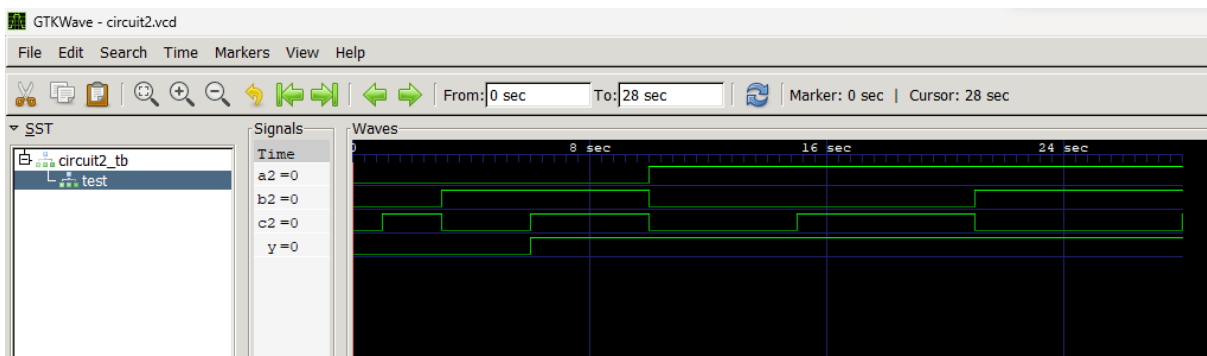 GTKWave - circuit2.vcd
File Edit Search Time Markers View Help
From: 0 sec To: 28 sec Marker: 0 sec | Cursor: 28 sec
SST
circuit2_tb
test
Signals
Time
a2 =0
b2 =0
c2 =0
y =0
Waves
0 8 sec 16 sec 24 sec